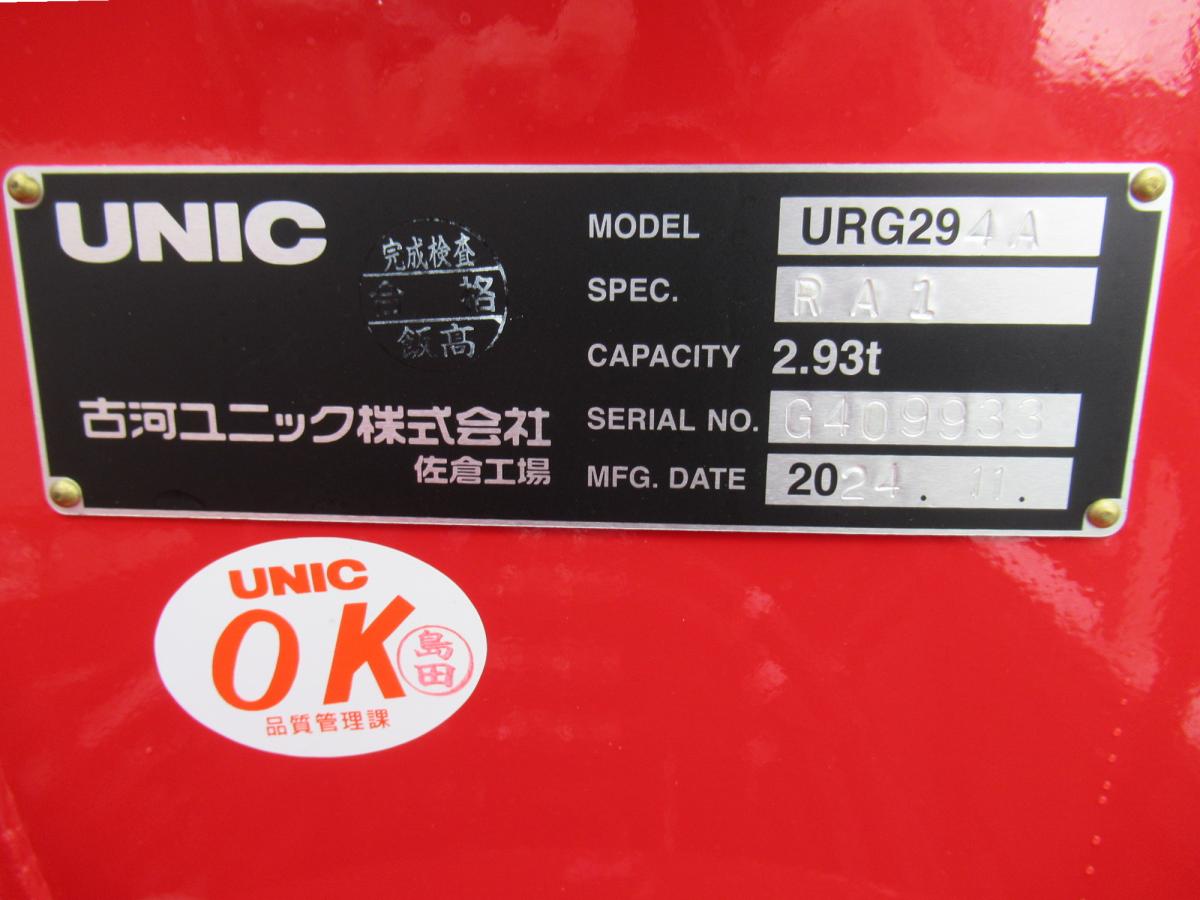 UNIC
完成検査
合格
飯高
古河ユニック株式会社
佐倉工場
MODEL URG294A
SPEC. RA1
CAPACITY 2.93t
SERIAL NO. G409933
MFG. DATE 2024.11.
UNIC
OK
島田
品質管理課